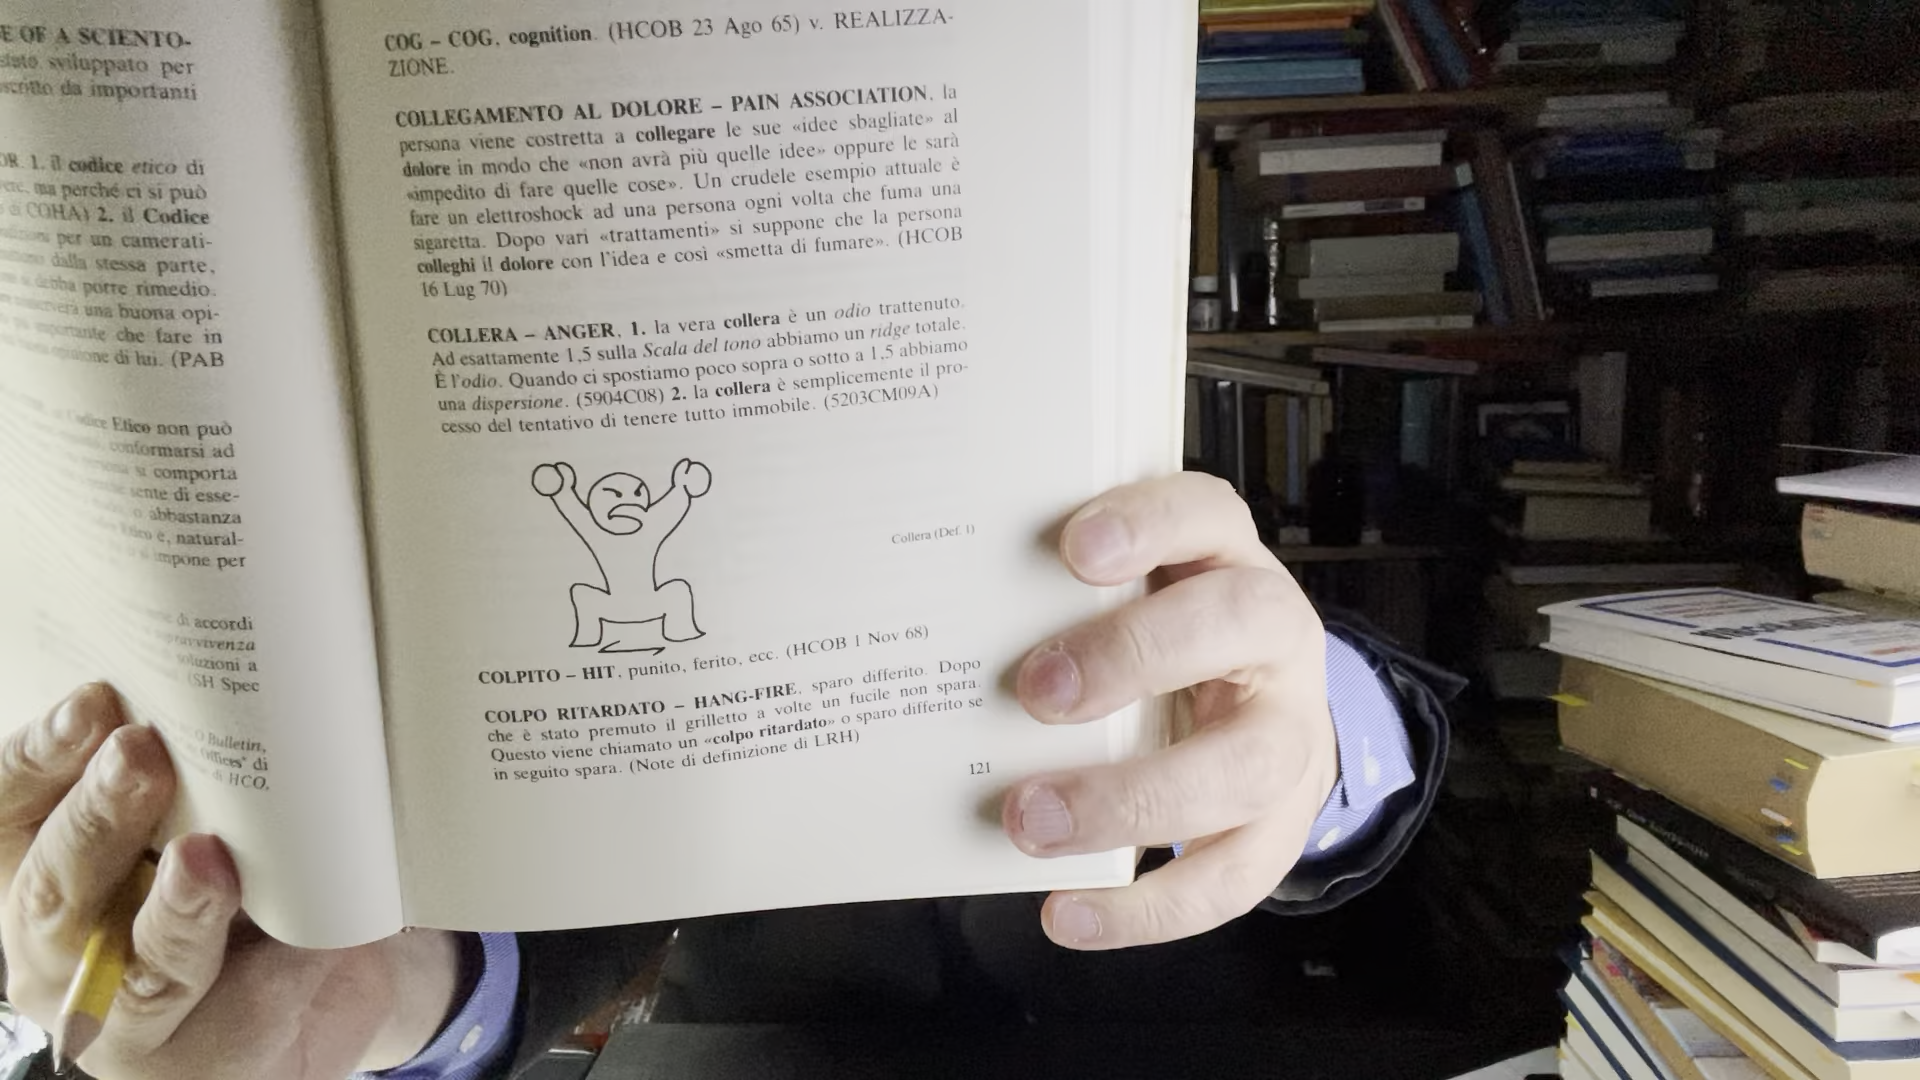 E OF A SCIENTO-
sviluppato per
da importanti
1. il codice etico di
ma perché ci si può
COHA) 2. il Codice
per un camerati-
dalla stessa parte,
debba porre rimedio.
una buona opi-
che fare in
di lui. (PAB
Etico non può
conformarsi ad
si comporta
sente di esse-
abbastanza
è, natural-
impone per
di accordi
soluzioni a
(SH Spec
Bulletin,
di
di HCO,
COG – COG, cognition. (HCOB 23 Ago 65) v. REALIZZA-
ZIONE.
COLLEGAMENTO AL DOLORE – PAIN ASSOCIATION, la
persona viene costretta a collegare le sue «idee sbagliate» al
dolore in modo che «non avrà più quelle idee» oppure le sarà
«impedito di fare quelle cose». Un crudele esempio attuale è
fare un elettroshock ad una persona ogni volta che fuma una
sigaretta. Dopo vari «trattamenti» si suppone che la persona
colleghi il dolore con l'idea e così «smetta di fumare». (HCOB
16 Lug 70)
COLLERA – ANGER, 1. la vera collera è un odio trattenuto.
Ad esattamente 1,5 sulla Scala del tono abbiamo un ridge totale.
È l'odio. Quando ci spostiamo poco sopra o sotto a 1,5 abbiamo
una dispersione. (5904C08) 2. la collera è semplicemente il pro-
cesso del tentativo di tenere tutto immobile. (5203CM09A)
Collera (Def. 1)
COLPITO – HIT, punito, ferito, ecc. (HCOB 1 Nov 68)
COLPO RITARDATO – HANG-FIRE, sparo differito. Dopo
che è stato premuto il grilletto a volte un fucile non spara.
Questo viene chiamato un «colpo ritardato» o sparo differito se
in seguito spara. (Note di definizione di LRH)
121